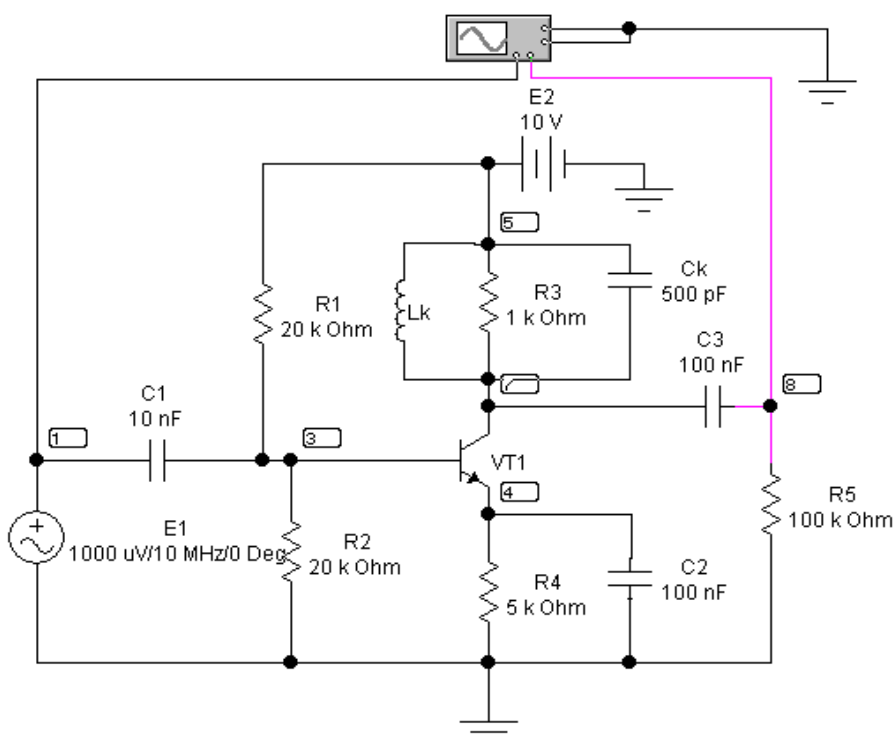 E2
10 V
5
Lk
R3
1 k Ohm
Ck
500 pF
R1
20 k Ohm
C3
100 nF
8
C1
10 nF
1
3
VT1
4
E1
1000 uV/10 MHz/0 Deg
R2
20 k Ohm
R4
5 k Ohm
C2
100 nF
R5
100 k Ohm